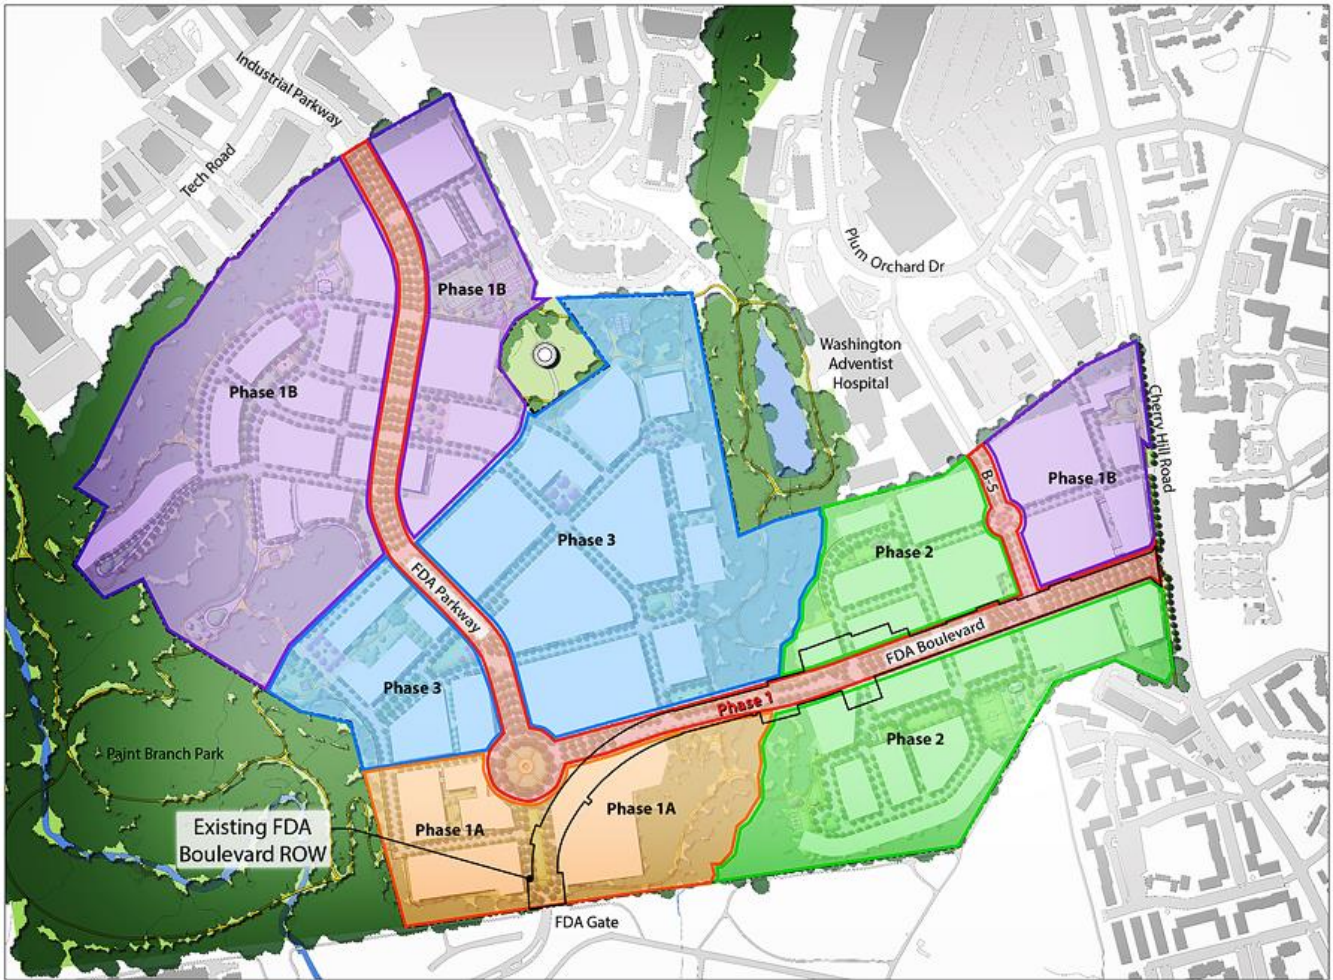 Industrial Parkway
Tech Road
Phase 1B
Plum Orchard Dr
Washington
Adventist
Hospital
Phase 1B
Cherry Hill Road
B-5
Phase 1B
Phase 3
Phase 2
FDA Parkway
FDA Boulevard
Phase 3
Phase 1
Phase 2
Paint Branch Park
Phase 1A
Existing FDA
Boulevard ROW
Phase 1A
FDA Gate